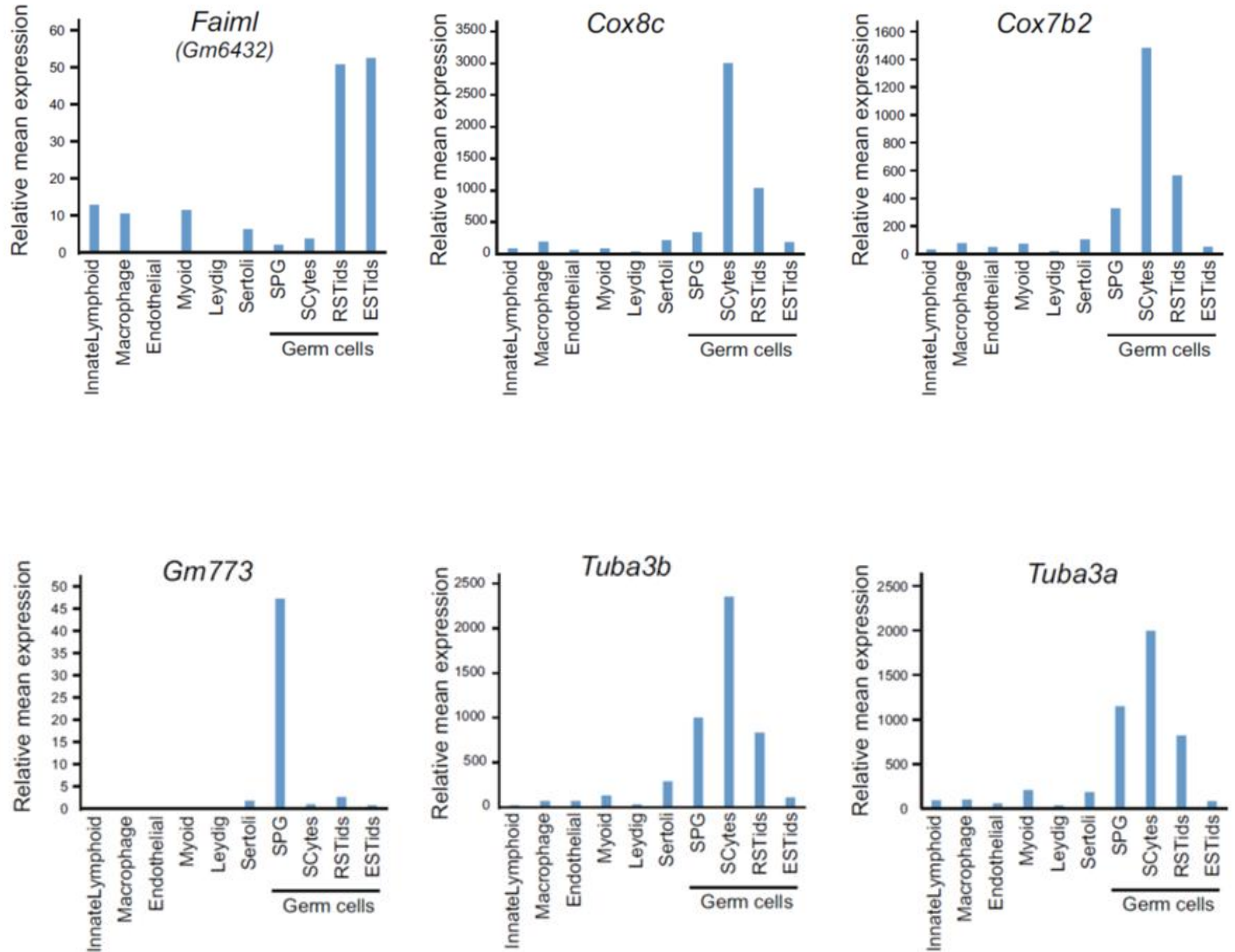 Faiml
(Gm6432)
Relative mean expression
60
50
40
30
20
10
0
InnateLymphoid
Macrophage
Endothelial
Myoid
Leydig
Sertoli
SPG
SCytes
RSTids
ESTids
Germ cells
Cox8c
Relative mean expression
3500
3000
2500
2000
1500
1000
500
0
InnateLymphoid
Macrophage
Endothelial
Myoid
Leydig
Sertoli
SPG
SCytes
RSTids
ESTids
Germ cells
Cox7b2
Relative mean expression
1600
1400
1200
1000
800
600
400
200
0
InnateLymphoid
Macrophage
Endothelial
Myoid
Leydig
Sertoli
SPG
SCytes
RSTids
ESTids
Germ cells
Gm773
Relative mean expression
50
45
40
35
30
25
20
15
10
5
0
InnateLymphoid
Macrophage
Endothelial
Myoid
Leydig
Sertoli
SPG
SCytes
RSTids
ESTids
Germ cells
Tuba3b
Relative mean expression
2500
2000
1500
1000
500
0
InnateLymphoid
Macrophage
Endothelial
Myoid
Leydig
Sertoli
SPG
SCytes
RSTids
ESTids
Germ cells
Tuba3a
Relative mean expression
2500
2000
1500
1000
500
0
InnateLymphoid
Macrophage
Endothelial
Myoid
Leydig
Sertoli
SPG
SCytes
RSTids
ESTids
Germ cells